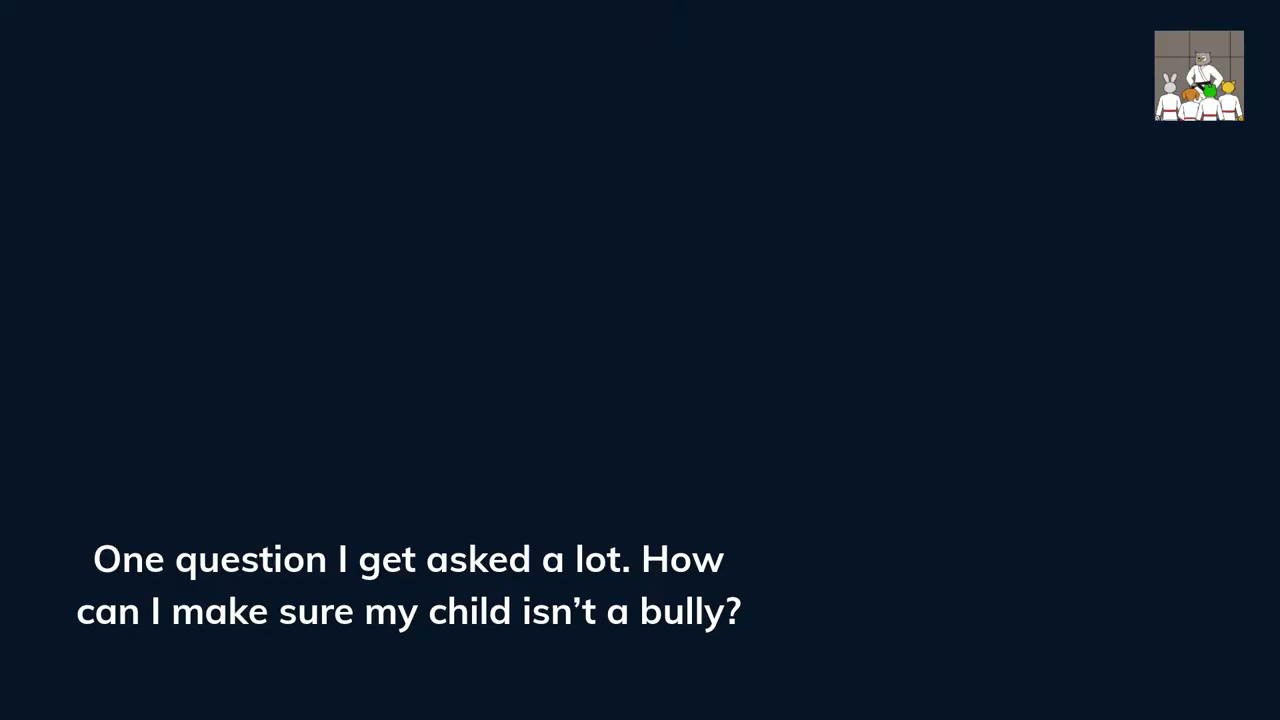 One question I get asked a lot. How
can I make sure my child isn’t a bully?